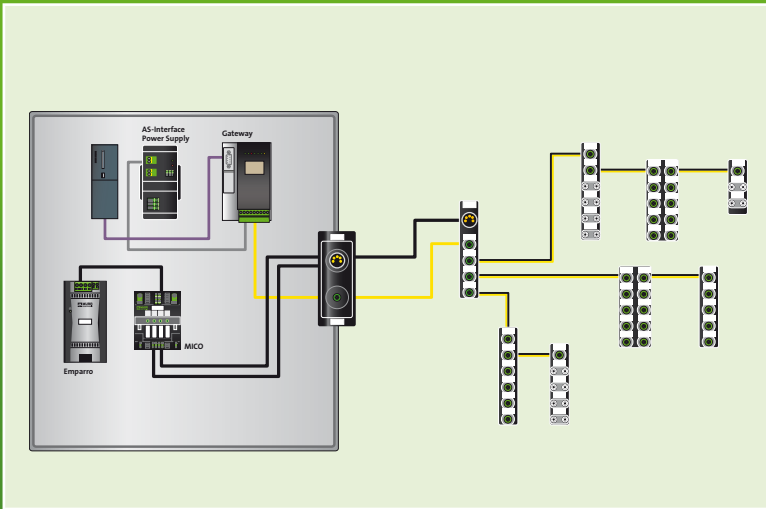 AS-Interface
Power Supply
Gateway
MICO
Emparro